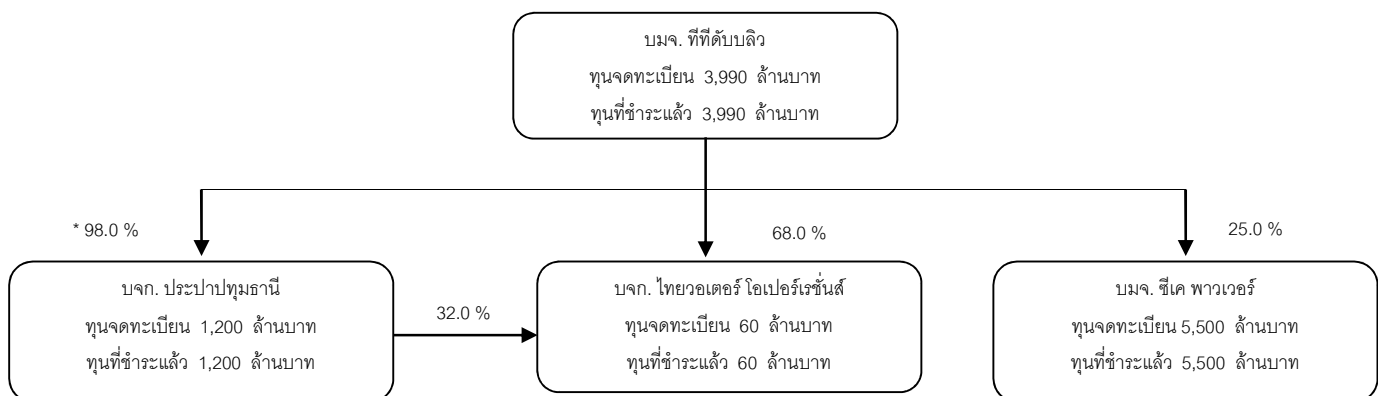 บมจ. ทีทีดับบลิว
ทุนจดทะเบียน 3,990 ล้านบาท
ทุนที่ชำระแล้ว 3,990 ล้านบาท
* 98.0 %
68.0 %
25.0 %
บจก. ประปาปทุมธานี
ทุนจดทะเบียน 1,200 ล้านบาท
ทุนที่ชำระแล้ว 1,200 ล้านบาท
32.0 %
บจก. ไทยวอเตอร์ โอเปอร์เรชั่นส์
ทุนจดทะเบียน 60 ล้านบาท
ทุนที่ชำระแล้ว 60 ล้านบาท
บมจ. ซีเค พาวเวอร์
ทุนจดทะเบียน 5,500 ล้านบาท
ทุนที่ชำระแล้ว 5,500 ล้านบาท